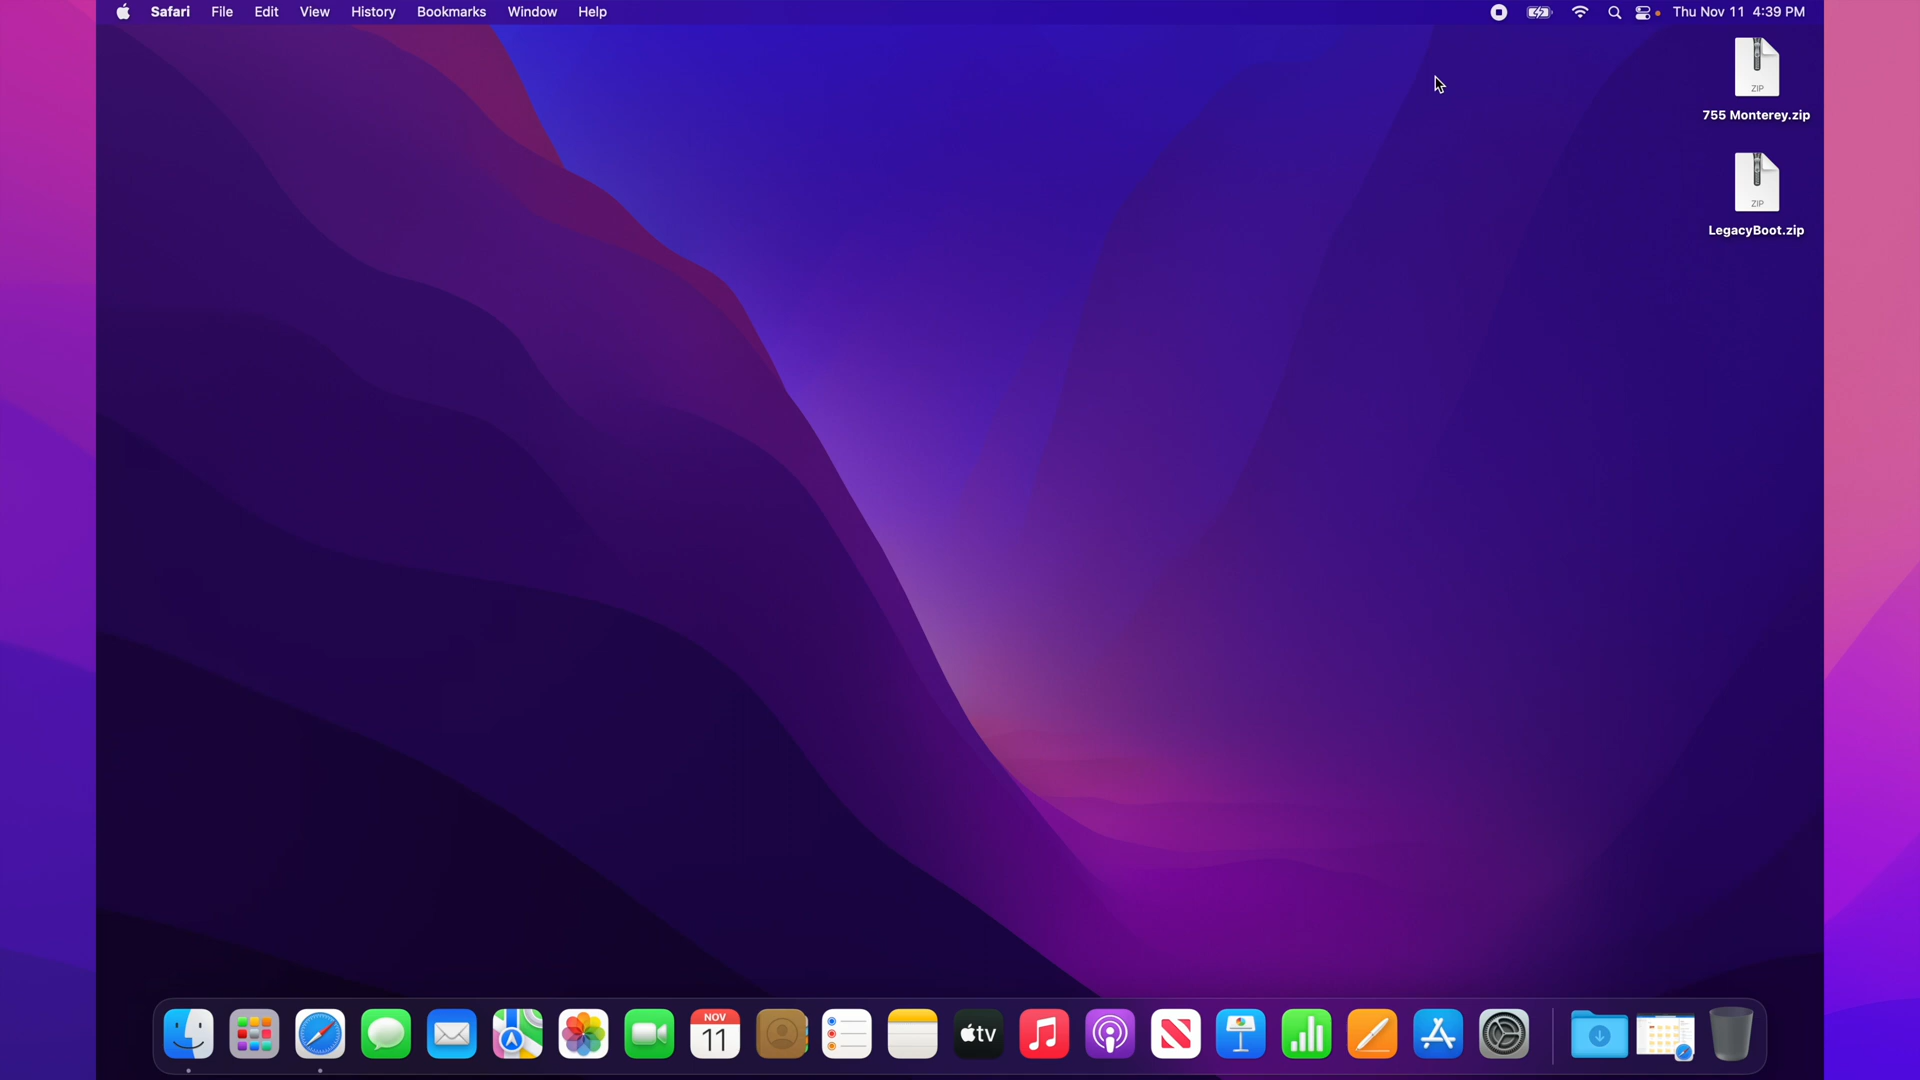 Safari File Edit View History Bookmarks Window Help Thu Nov 11 4:39 PM
ZIP
755 Monterey.zip
ZIP
LegacyBoot.zip
NOV
11
tv